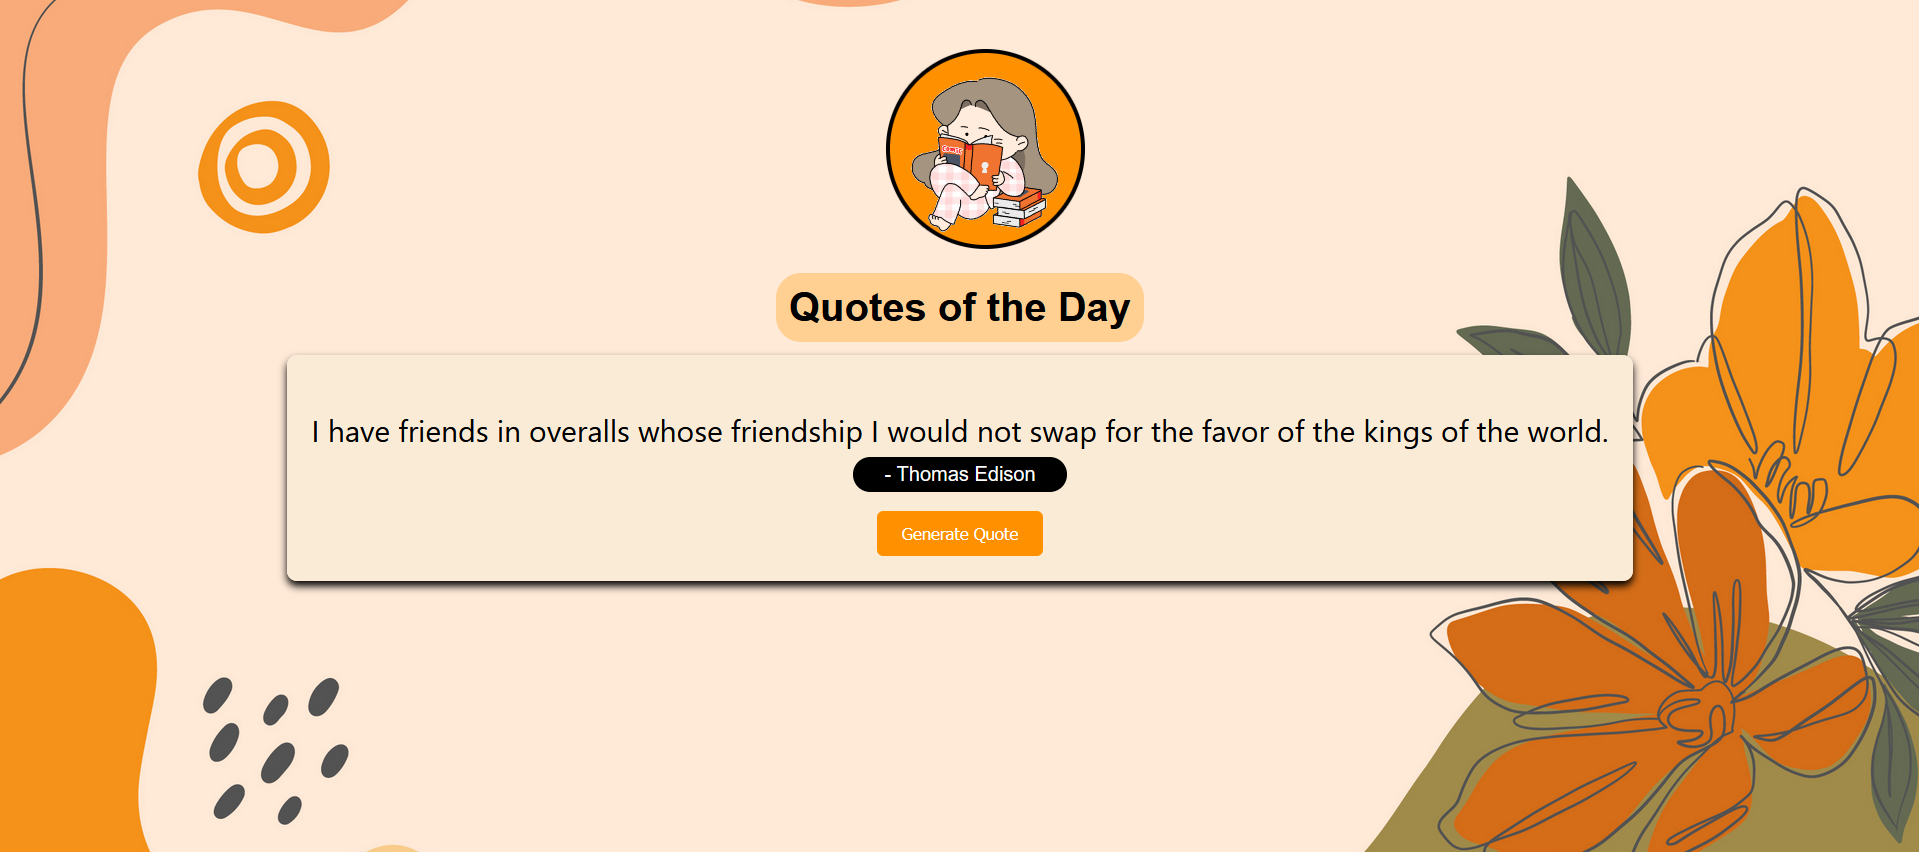 COMIC
Quotes of the Day
I have friends in overalls whose friendship I would not swap for the favor of the kings of the world.
- Thomas Edison
Generate Quote